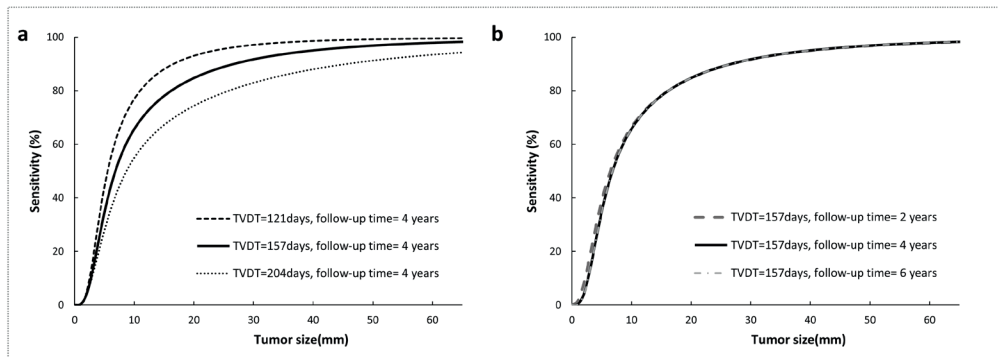 a
Sensitivity (%)
100
80
60
40
20
0
TVDT=121days, follow-up time= 4 years
TVDT=157days, follow-up time= 4 years
TVDT=204days, follow-up time= 4 years
0 10 20 30 40 50 60
Tumor size(mm)
b
Sensitivity (%)
100
80
60
40
20
0
TVDT=157days, follow-up time= 2 years
TVDT=157days, follow-up time= 4 years
TVDT=157days, follow-up time= 6 years
0 10 20 30 40 50 60
Tumor size(mm)